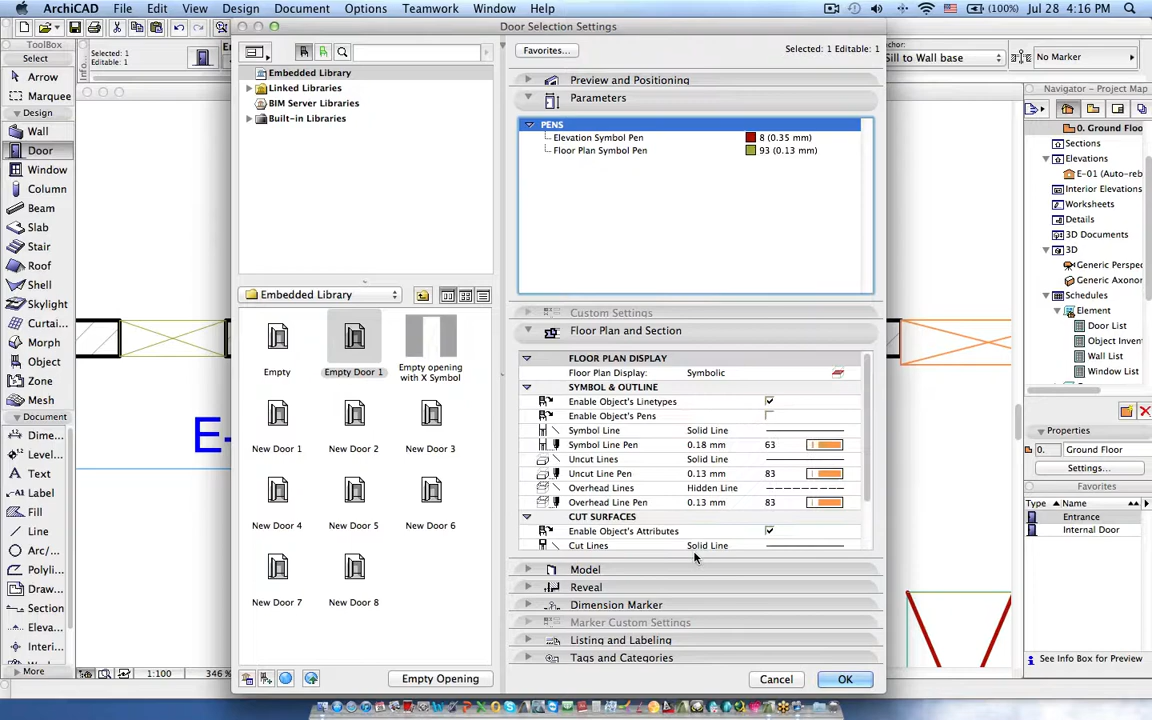 ArchiCAD File Edit View Design Document Options Teamwork Window Help (100%) Jul 28 4:16 PM
Door Selection Settings
ToolBox
Select
Arrow
Marquee
Design
Wall
Door
Window
Column
Beam
Slab
Stair
Roof
Shell
Skylight
Curtai...
Morph
Object
Zone
Mesh
Document
Dime...
Level...
Text
Label
Fill
Line
Arc/...
Polyli...
Draw...
Section
Eleva...
Interi...
More
Info.
Selected: 1
Editable: 1
E-
1:100
346 %
Embedded Library
Linked Libraries
BIM Server Libraries
Built-in Libraries
Embedded Library
Empty
Empty Door 1
Empty opening
with X Symbol
New Door 1
New Door 2
New Door 3
New Door 4
New Door 5
New Door 6
New Door 7
New Door 8
Empty Opening
Favorites...
Selected: 1 Editable: 1
Preview and Positioning
Parameters
PENS
Elevation Symbol Pen 8 (0.35 mm)
Floor Plan Symbol Pen 93 (0.13 mm)
Custom Settings
Floor Plan and Section
FLOOR PLAN DISPLAY
Floor Plan Display: Symbolic
SYMBOL & OUTLINE
Enable Object's Linetypes
Enable Object's Pens
Symbol Line Solid Line
Symbol Line Pen 0.18 mm 63
Uncut Lines Solid Line
Uncut Line Pen 0.13 mm 83
Overhead Lines Hidden Line
Overhead Line Pen 0.13 mm 83
CUT SURFACES
Enable Object's Attributes
Cut Lines Solid Line
Model
Reveal
Dimension Marker
Marker Custom Settings
Listing and Labeling
Tags and Categories
Cancel
OK
Sill to Wall base
No Marker
Navigator - Project Map
0. Ground Floo
Sections
Elevations
E-01 (Auto-reb
Interior Elevations
Worksheets
Details
3D Documents
3D
Generic Perspe
Generic Axono
Schedules
Element
Door List
Object Inven
Wall List
Window List
Properties
0.
Ground Floor
Settings...
Favorites
Type Name
Entrance
Internal Door
See Info Box for Preview